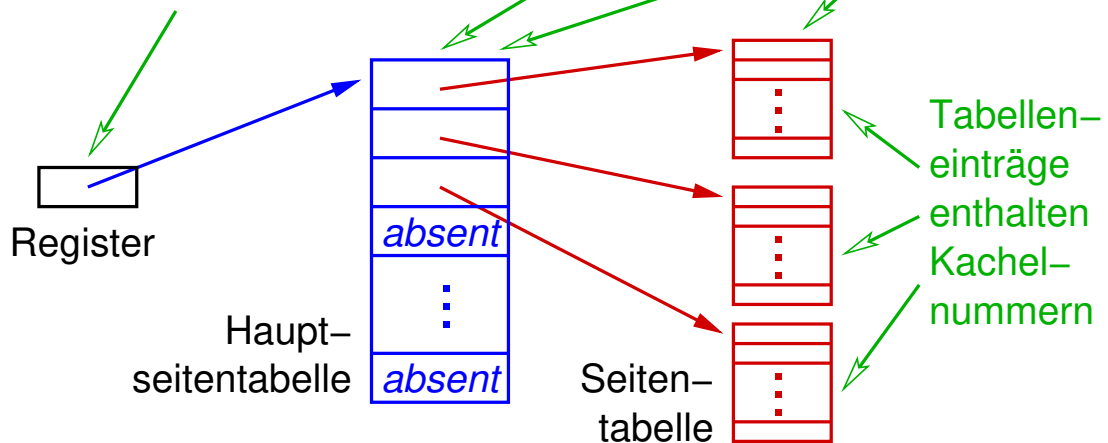 Register
Haupt–
seitentabelle
absent
absent
Seiten–
tabelle
Tabellen–
einträge
enthalten
Kachel–
nummern